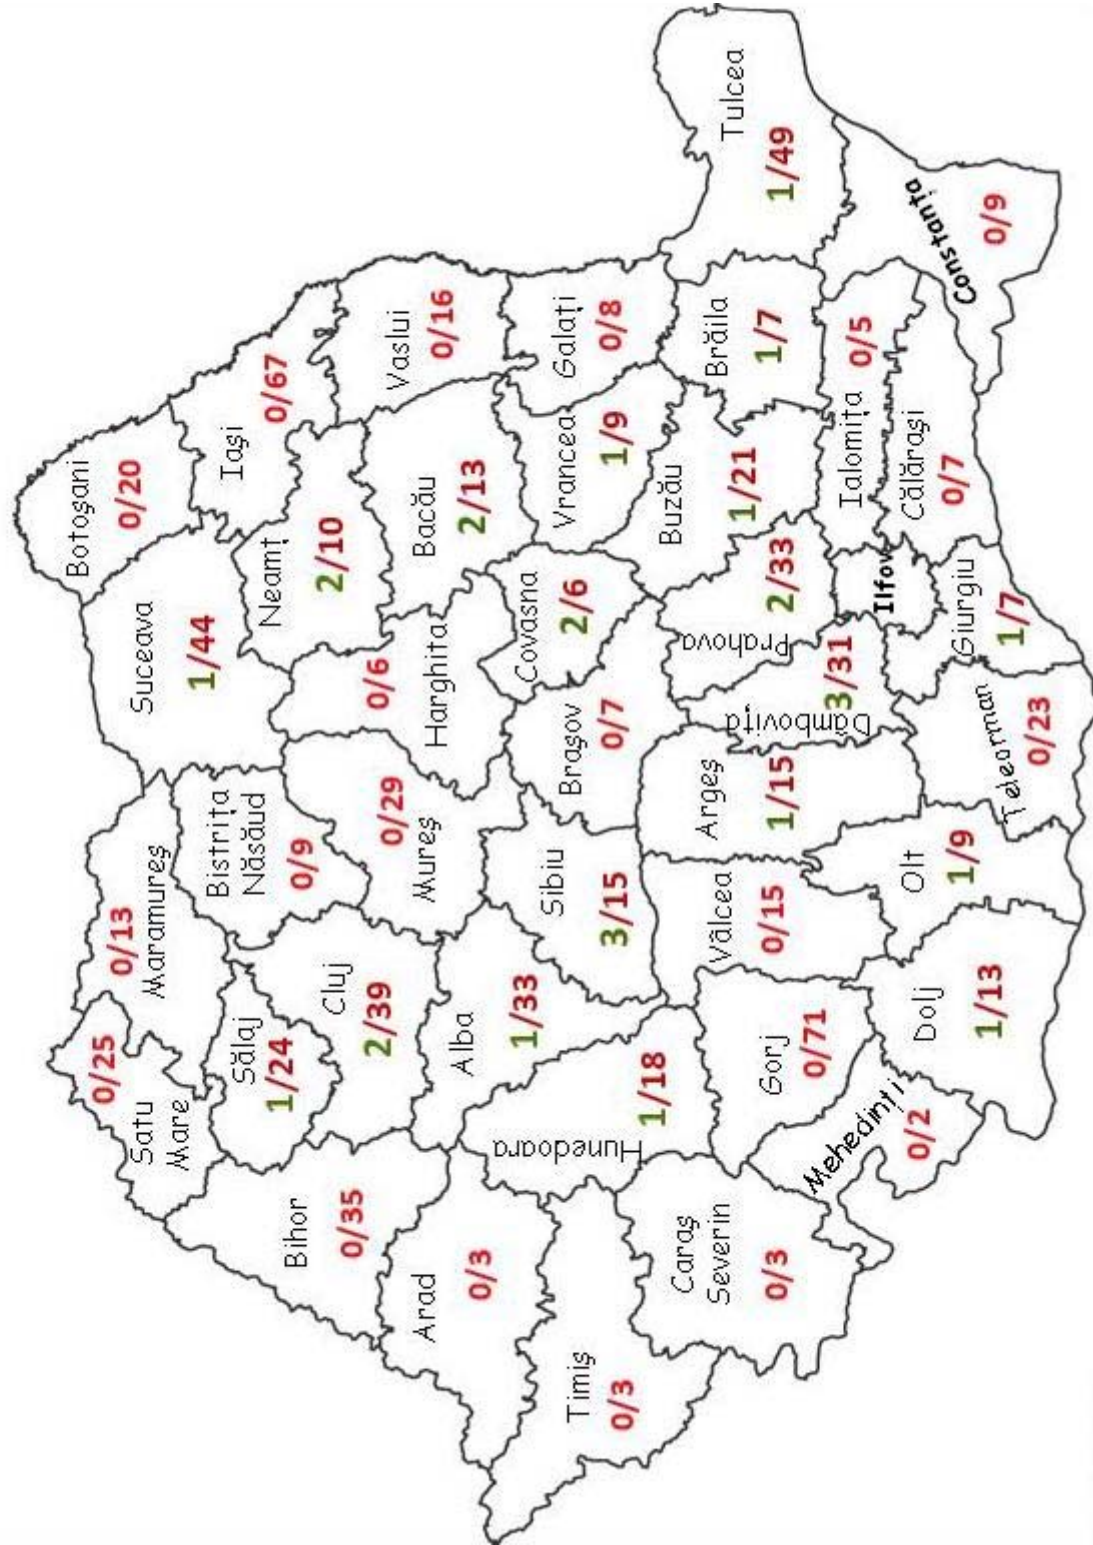 Botoșani
0/20
Suceava
1/44
Iași
0/67
Satu
Mare
0/25
0/13
Maramureș
Bistrița
Năsăud
0/9
Neamț
2/10
Sălaj
1/24
Bihor
0/35
Cluj
2/39
0/29
Mureș
0/6
Harghita
Bacău
2/13
Vaslui
0/16
Arad
0/3
Alba
1/33
Sibiu
3/15
Brașov
0/7
Covasna
2/6
Vrancea
1/9
Galați
0/8
Timiș
0/3
Hunedoara
1/18
Caraș
Severin
0/3
Gorj
0/71
Vâlcea
0/15
Argeș
1/15
Dâmbovița
3/31
Prahova
2/33
Buzău
1/21
Brăila
1/7
Tulcea
1/49
Mehedinți
0/2
Dolj
1/13
Olt
1/9
Teleorman
0/23
Giurgiu
1/7
Ilfov
Ialomița
0/5
Călărași
0/7
Constanța
0/9